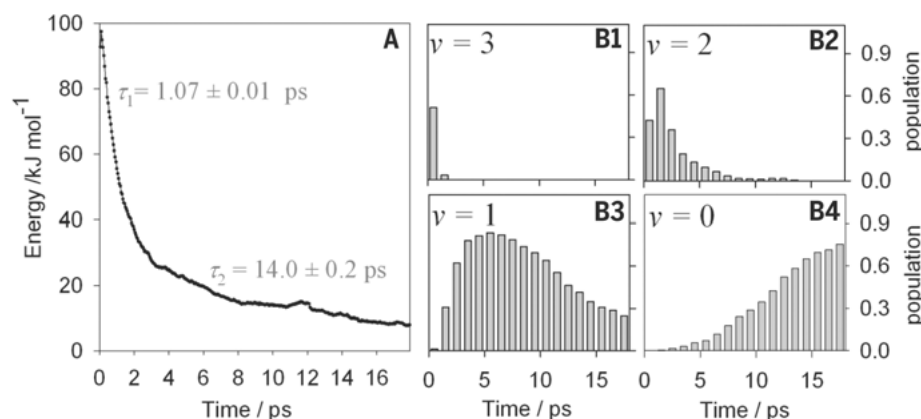 A
Energy /kJ mol⁻¹
100
80
60
40
20
0
τ₁= 1.07 ± 0.01 ps
τ₂ = 14.0 ± 0.2 ps
0 2 4 6 8 10 12 14 16
Time / ps
B1
v = 3
B2
v = 2
0.9
0.6
0.3
0.0
population
B3
v = 1
0 5 10 15
Time / ps
B4
v = 0
0.9
0.6
0.3
0.0
population
0 5 10 15
Time / ps